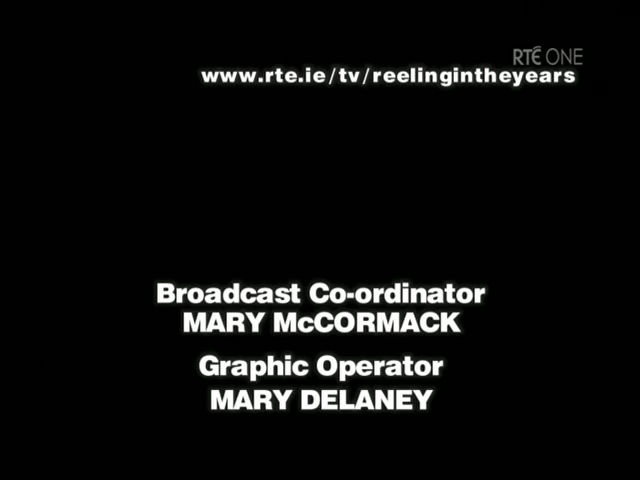 RTÉ ONE
www.rte.ie/tv/reelingintheyears
Broadcast Co-ordinator
MARY McCORMACK
Graphic Operator
MARY DELANEY